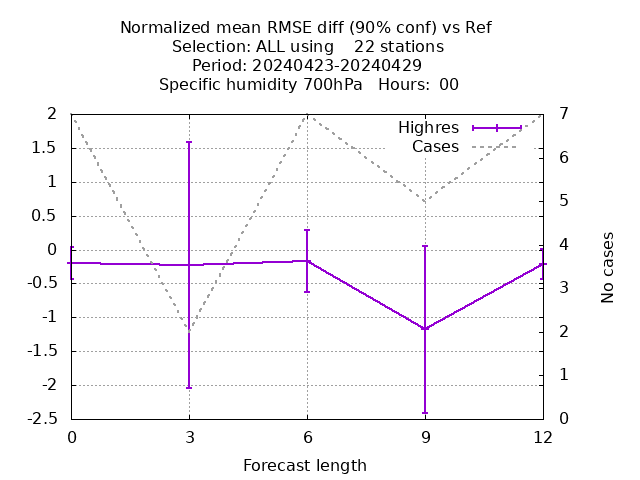 Normalized mean RMSE diff (90% conf) vs Ref
Selection: ALL using    22 stations
Period: 20240423-20240429
Specific humidity 700hPa   Hours:  00
Highres
Cases
2
1.5
1
0.5
0
-0.5
-1
-1.5
-2
-2.5
7
6
5
4
3
2
1
0
No cases
0 3 6 9 12
Forecast length